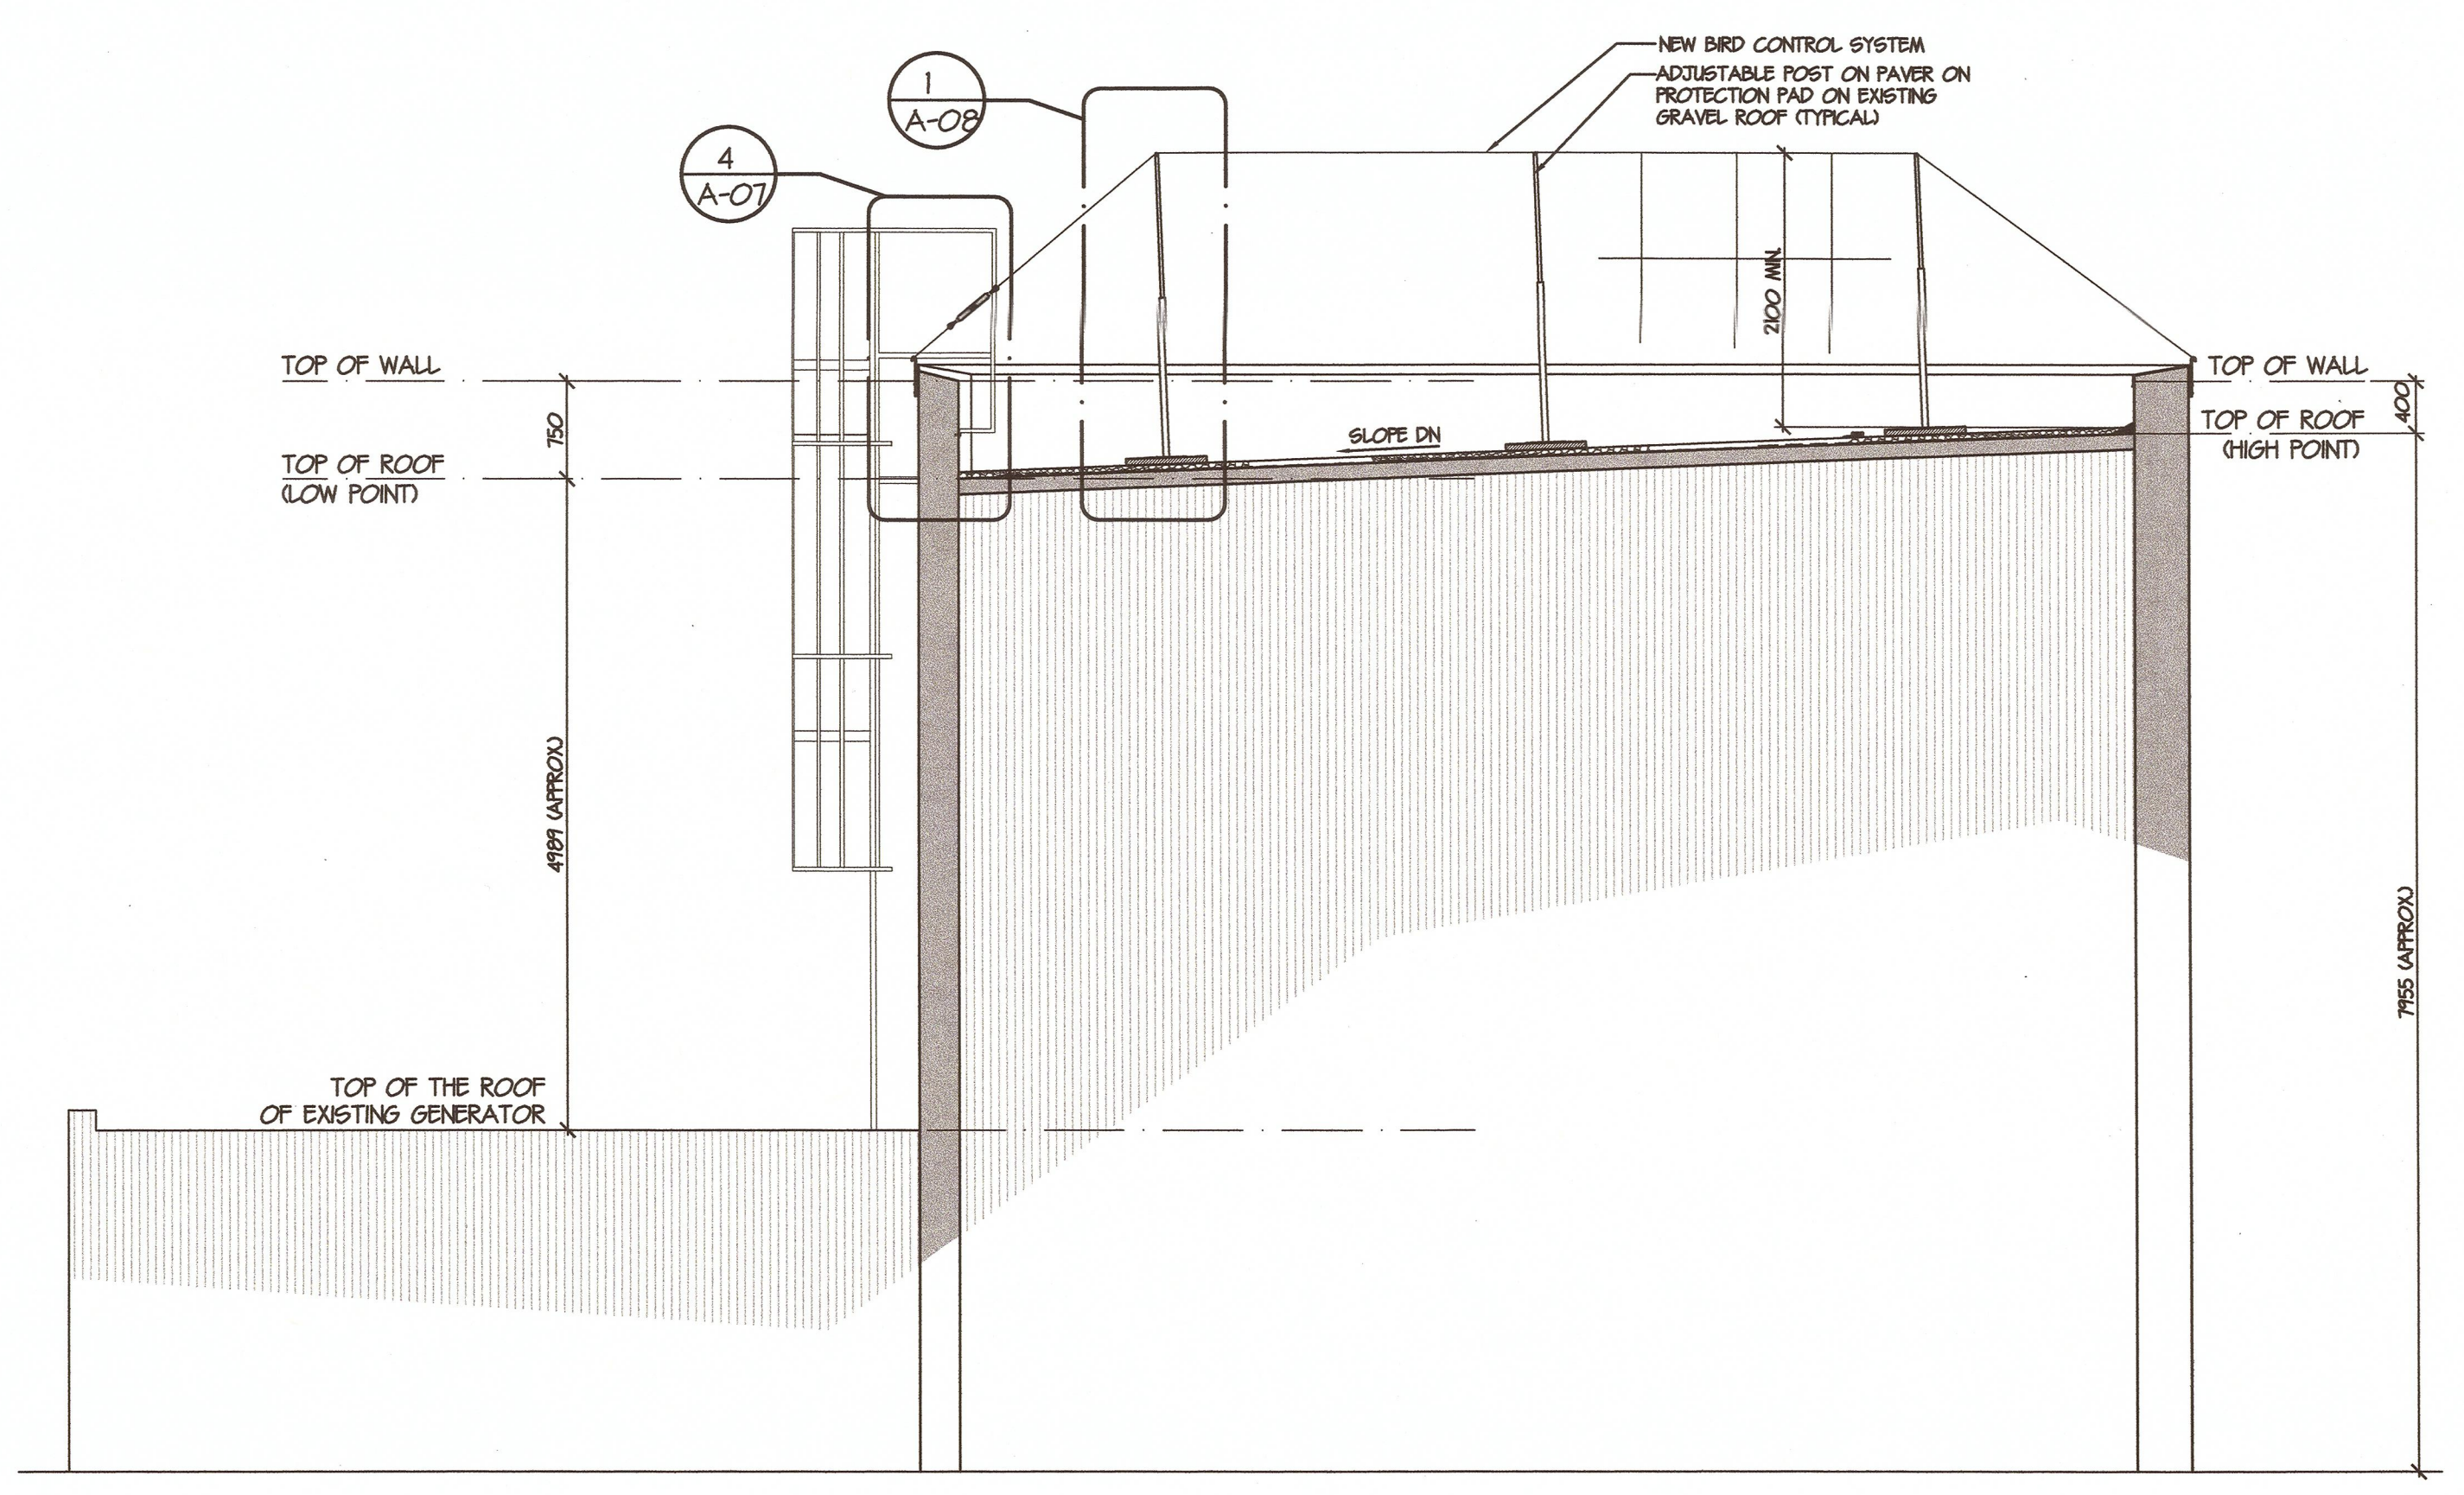 NEW BIRD CONTROL SYSTEM
ADJUSTABLE POST ON PAVER ON
PROTECTION PAD ON EXISTING
GRAVEL ROOF (TYPICAL)
1
A-08
4
A-07
2100 MIN.
TOP OF WALL
750
TOP OF ROOF
(LOW POINT)
SLOPE DN
TOP OF WALL
400
TOP OF ROOF
(HIGH POINT)
4989 (APPROX.)
7955 (APPROX.)
TOP OF THE ROOF
OF EXISTING GENERATOR